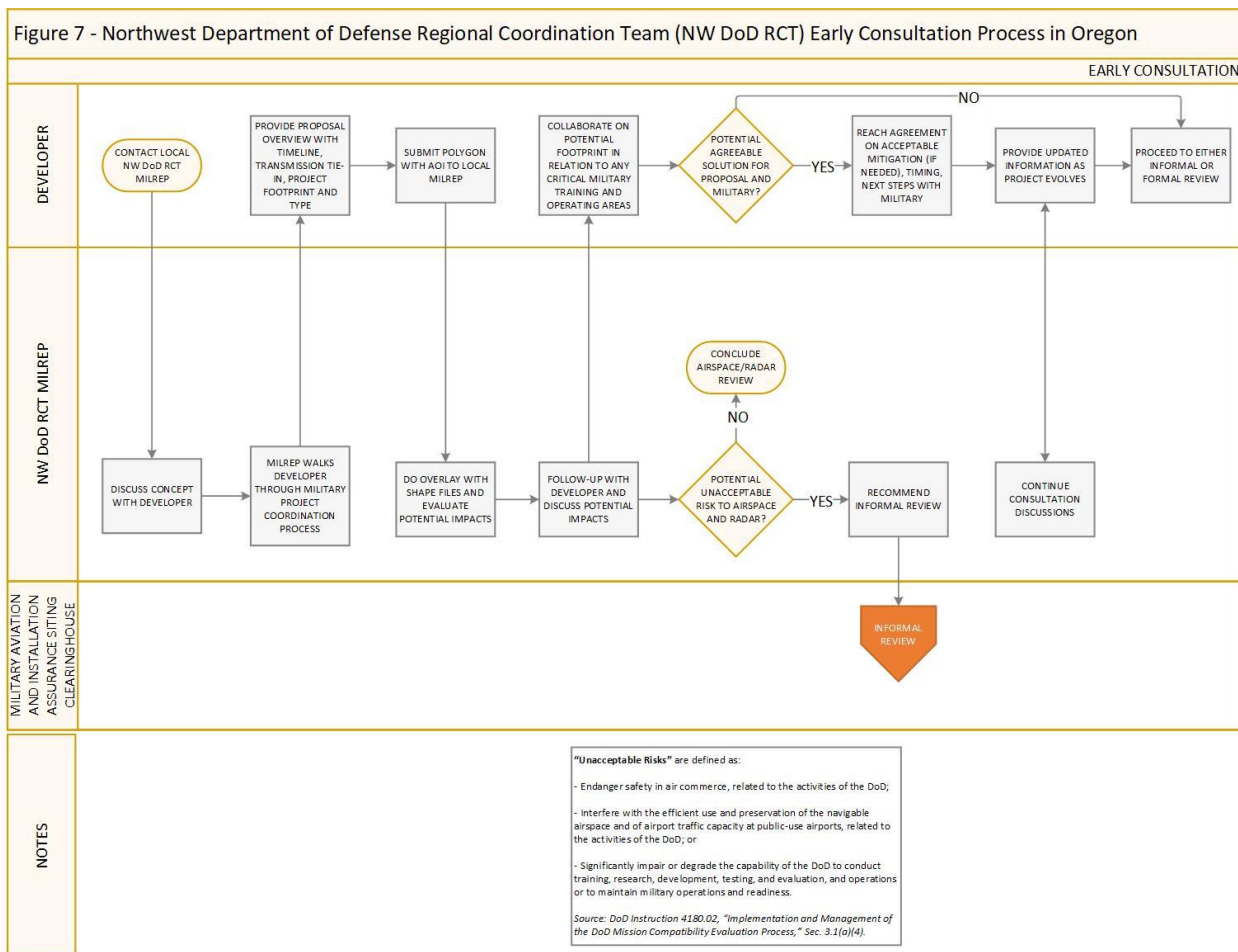 Figure 7 - Northwest Department of Defense Regional Coordination Team (NW DoD RCT) Early Consultation Process in Oregon
EARLY CONSULTATION
DEVELOPER
CONTACT LOCAL
NW DoD RCT
MILREP
PROVIDE PROPOSAL
OVERVIEW WITH
TIMELINE,
TRANSMISSION TIE-
IN, PROJECT
FOOTPRINT AND
TYPE
SUBMIT POLYGON
WITH AOI TO LOCAL
MILREP
COLLABORATE ON
POTENTIAL
FOOTPRINT IN
RELATION TO ANY
CRITICAL MILITARY
TRAINING AND
OPERATING AREAS
POTENTIAL
AGREEABLE
SOLUTION FOR
PROPOSAL AND
MILITARY?
NO
YES
REACH AGREEMENT
ON ACCEPTABLE
MITIGATION (IF
NEEDED), TIMING,
NEXT STEPS WITH
MILITARY
PROVIDE UPDATED
INFORMATION AS
PROJECT EVOLVES
PROCEED TO EITHER
INFORMAL OR
FORMAL REVIEW
NW DoD RCT MILREP
DISCUSS CONCEPT
WITH DEVELOPER
MILREP WALKS
DEVELOPER
THROUGH MILITARY
PROJECT
COORDINATION
PROCESS
DO OVERLAY WITH
SHAPE FILES AND
EVALUATE
POTENTIAL IMPACTS
FOLLOW-UP WITH
DEVELOPER AND
DISCUSS POTENTIAL
IMPACTS
CONCLUDE
AIRSPACE/RADAR
REVIEW
NO
POTENTIAL
UNACCEPTABLE
RISK TO AIRSPACE
AND RADAR?
YES
RECOMMEND
INFORMAL REVIEW
CONTINUE
CONSULTATION
DISCUSSIONS
MILITARY AVIATION
AND INSTALLATION
ASSURANCE SITING
CLEARINGHOUSE
INFORMAL
REVIEW
NOTES
"Unacceptable Risks" are defined as:
- Endanger safety in air commerce, related to the activities of the DoD;
- Interfere with the efficient use and preservation of the navigable
airspace and of airport traffic capacity at public-use airports, related to
the activities of the DoD; or
- Significantly impair or degrade the capability of the DoD to conduct
training, research, development, testing, and evaluation, and operations
or to maintain military operations and readiness.
Source: DoD Instruction 4180.02, "Implementation and Management of
the DoD Mission Compatibility Evaluation Process," Sec. 3.1(a)(4).